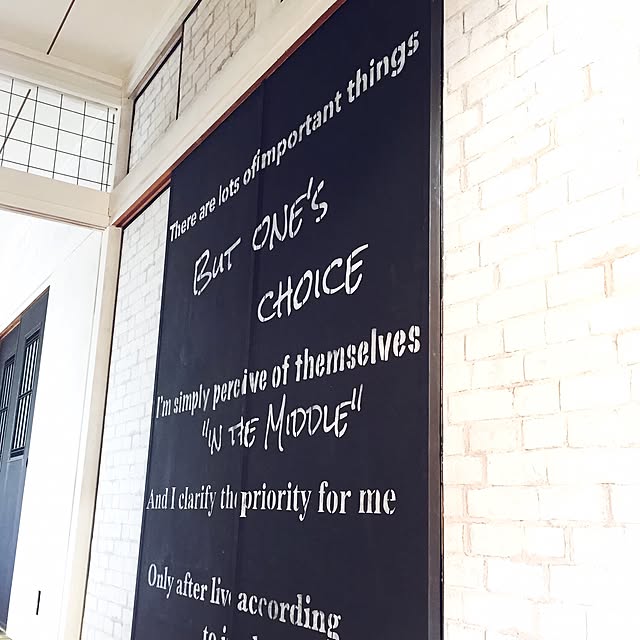 There are lots of important things
BUT ONE'S
CHOICE
I'm simply perceive of themselves
"IN THE MIDDLE"
And I clarify the priority for me
Only after live according
to